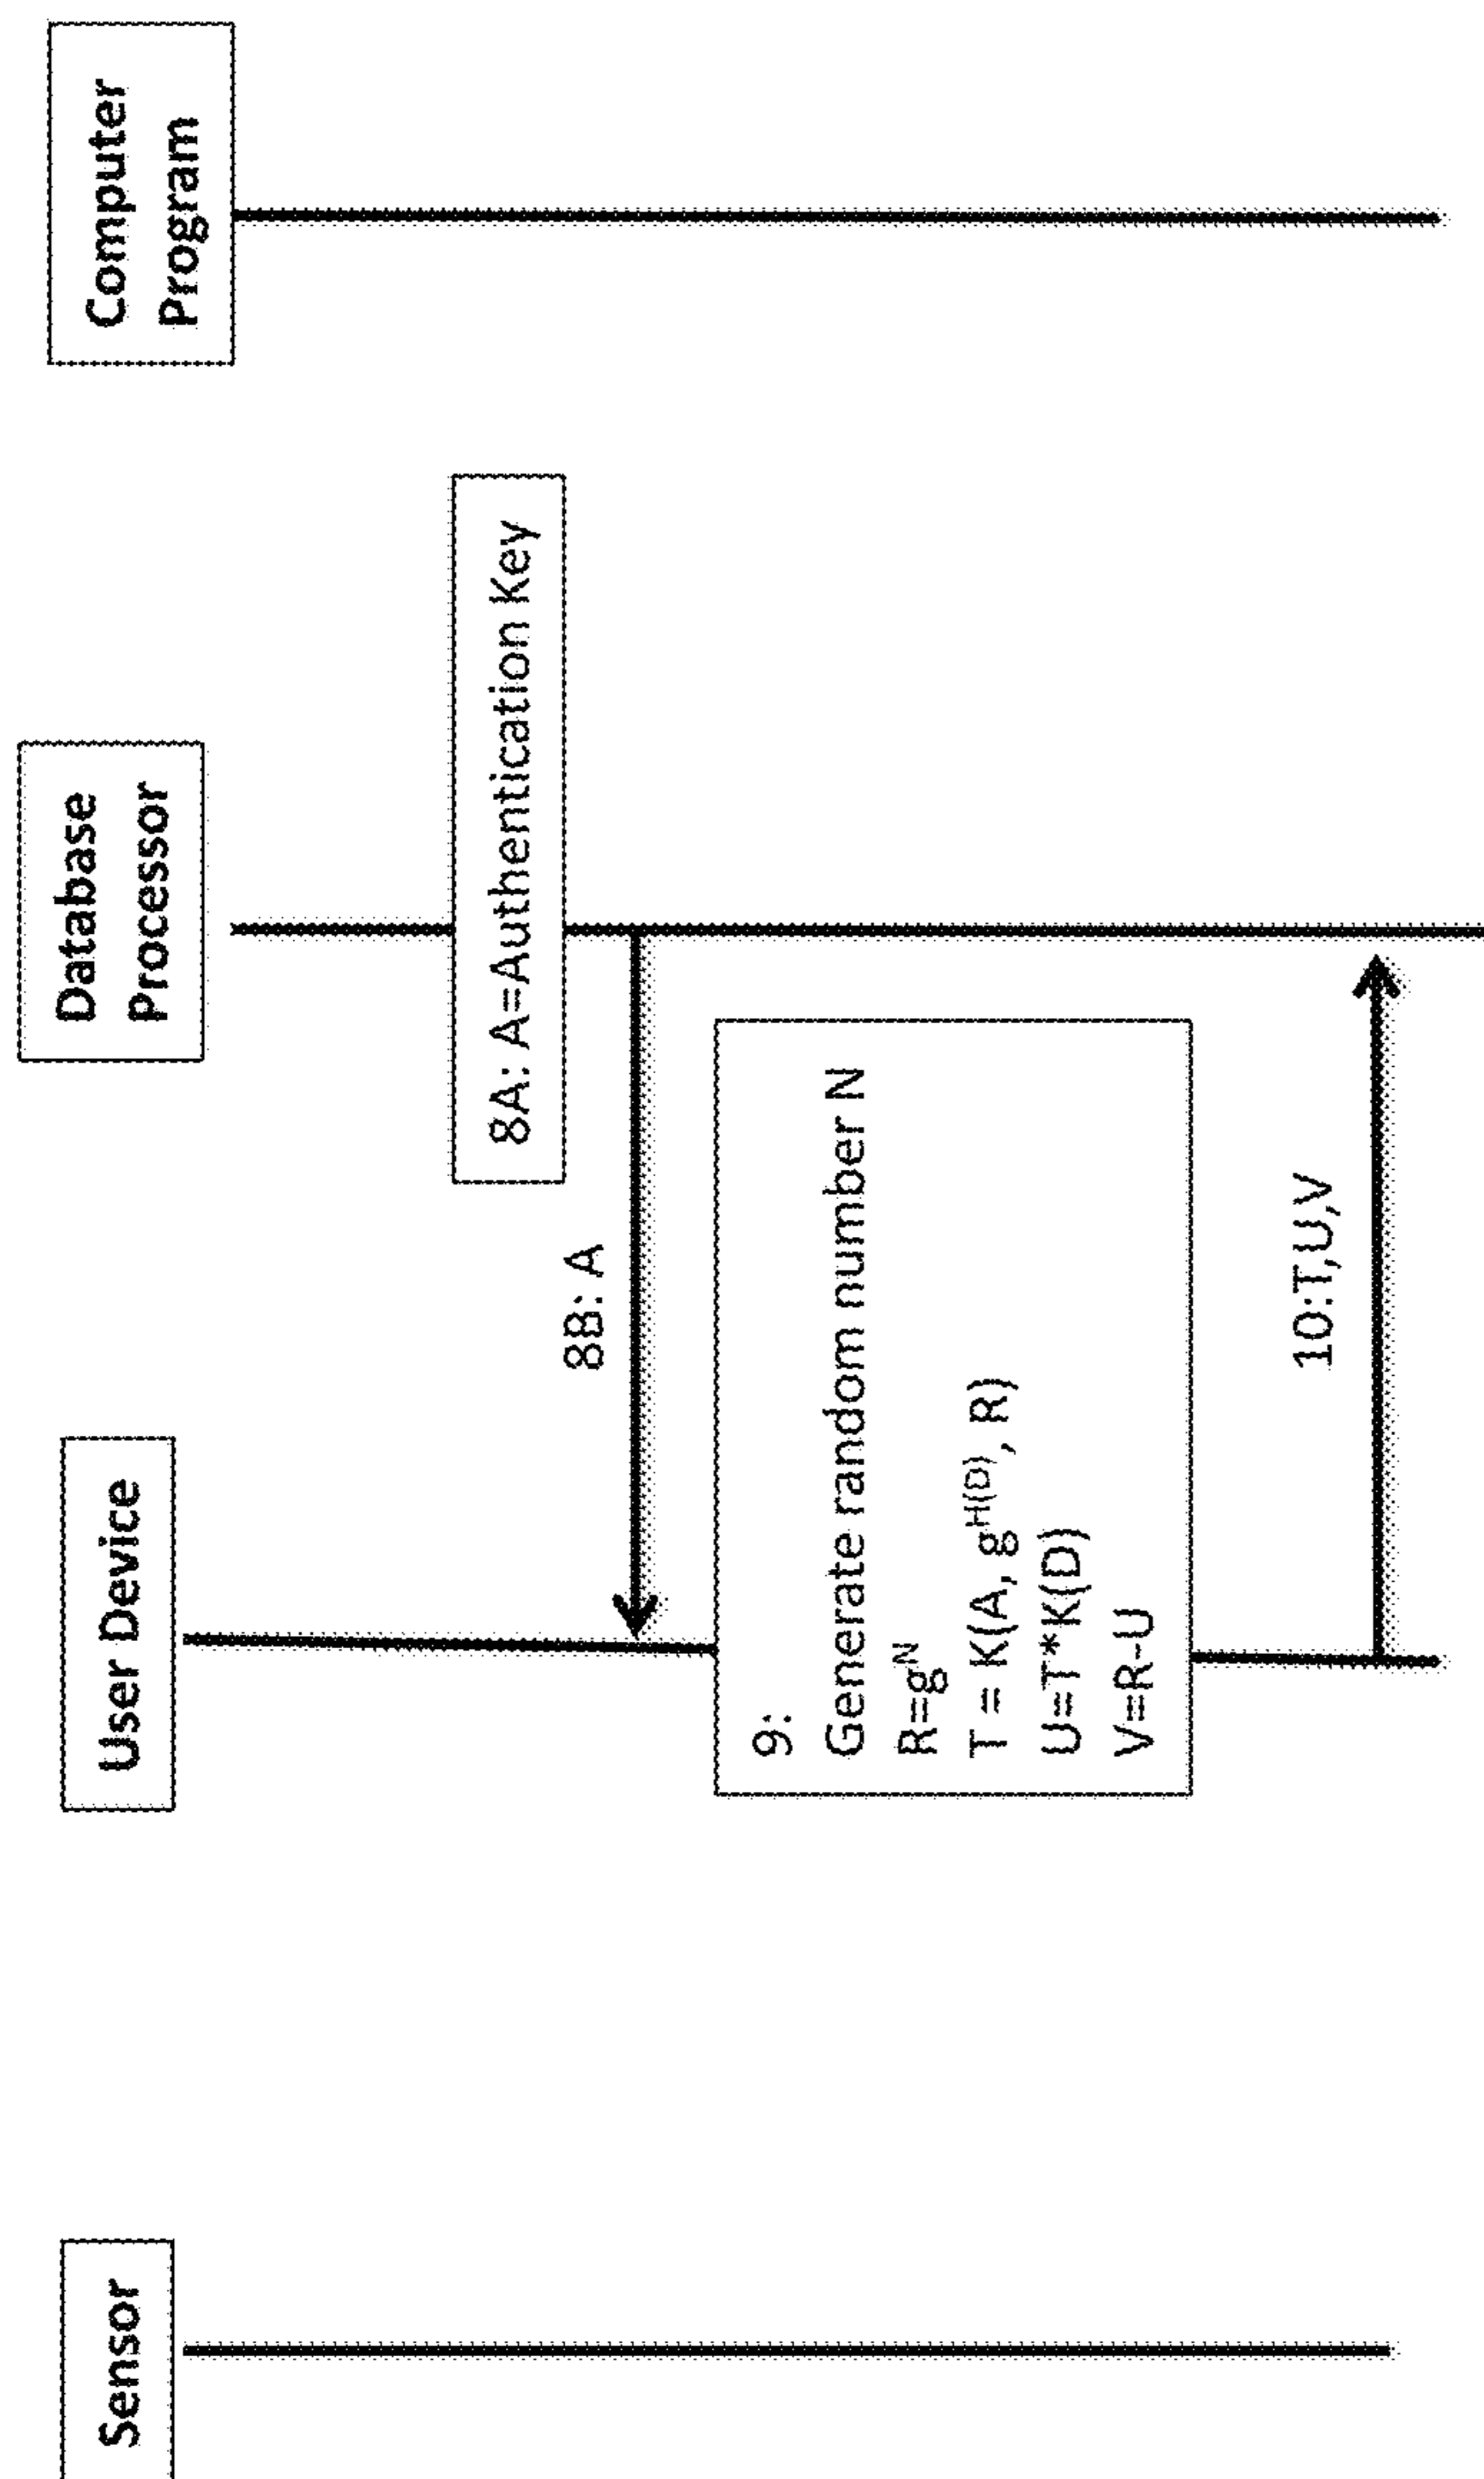 Sensor
User Device
Database
Processor
Computer
Program
8A: A=Authentication Key
8B: A
9:
Generate random number N
R=g^N
T = K(A, g^H(D), R)
U=T*K(D)
V=R-U
10:T,U,V